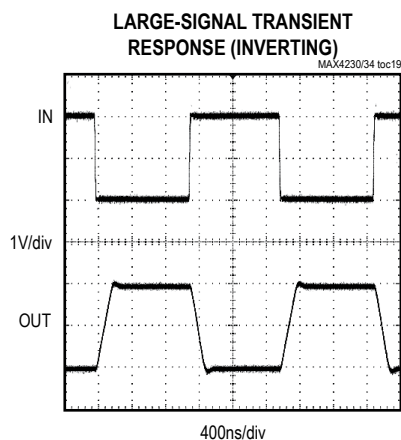 LARGE-SIGNAL TRANSIENT
RESPONSE (INVERTING)
MAX4230/34 toc19
IN
1V/div
OUT
400ns/div